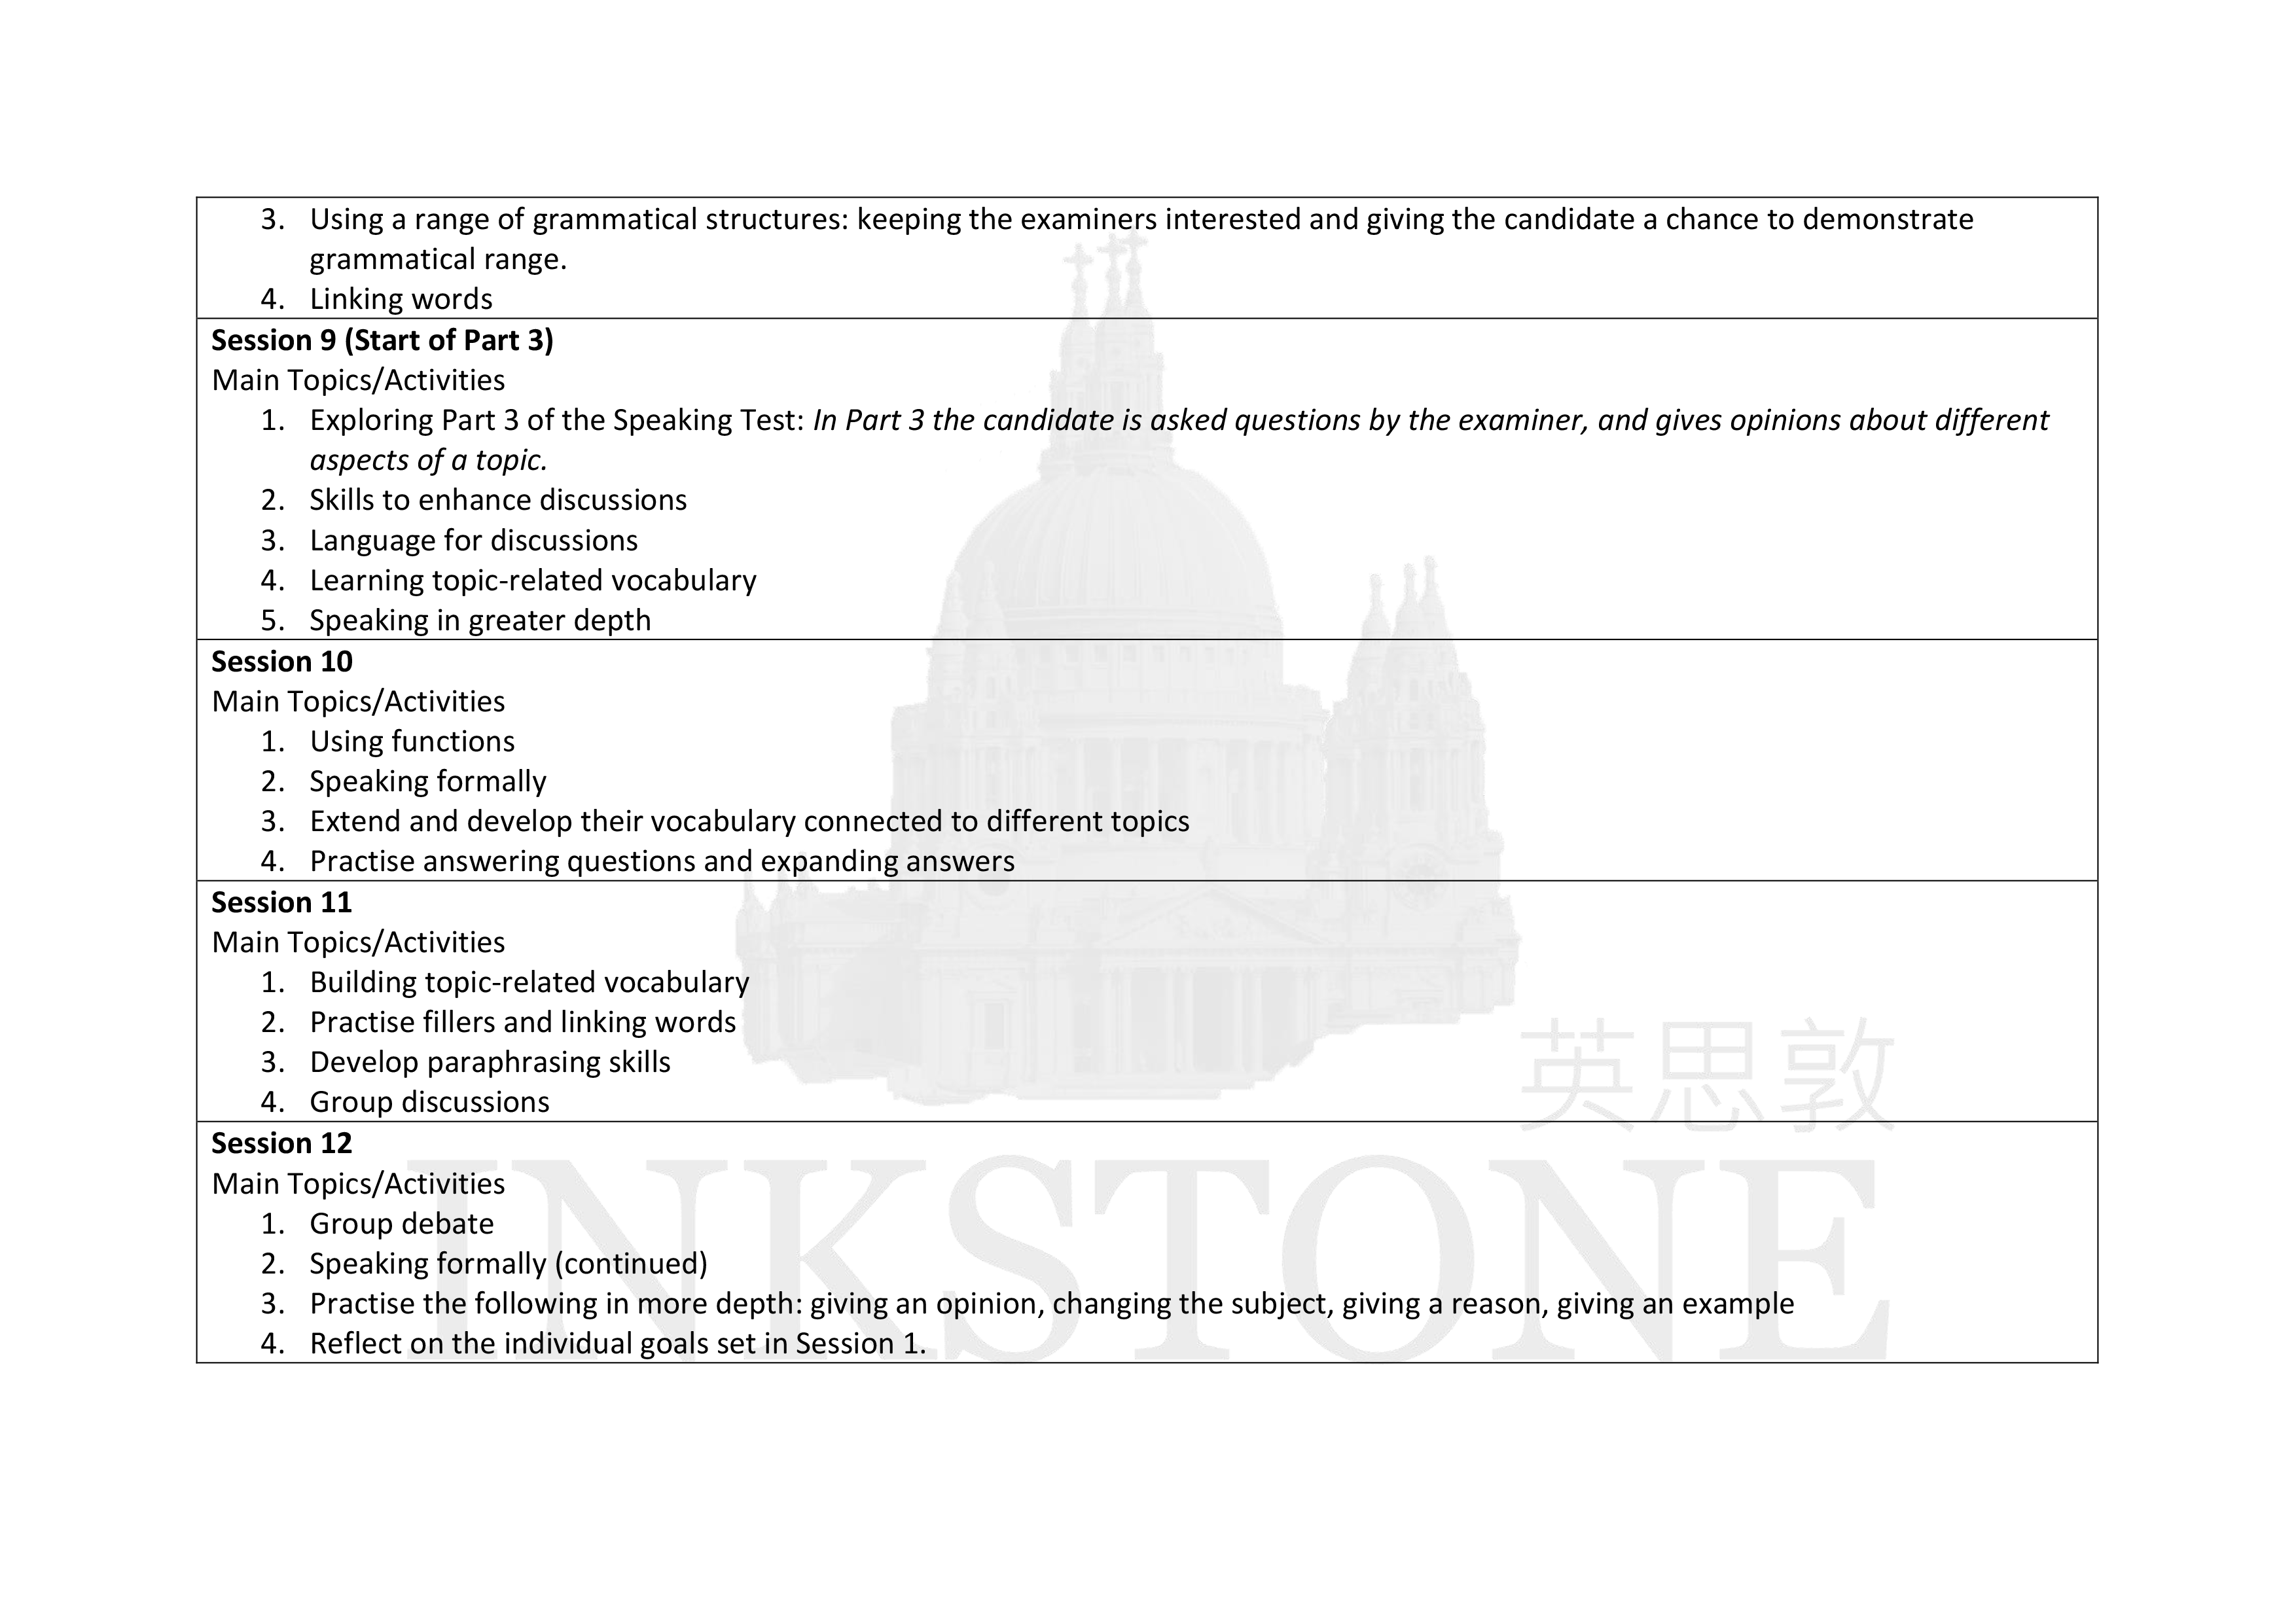 3. Using a range of grammatical structures: keeping the examiners interested and giving the candidate a chance to demonstrate
grammatical range.
4. Linking words
Session 9 (Start of Part 3)
Main Topics/Activities
1. Exploring Part 3 of the Speaking Test: In Part 3 the candidate is asked questions by the examiner, and gives opinions about different
aspects of a topic.
2. Skills to enhance discussions
3. Language for discussions
4. Learning topic-related vocabulary
5. Speaking in greater depth
Session 10
Main Topics/Activities
1. Using functions
2. Speaking formally
3. Extend and develop their vocabulary connected to different topics
4. Practise answering questions and expanding answers
Session 11
Main Topics/Activities
1. Building topic-related vocabulary
2. Practise fillers and linking words
3. Develop paraphrasing skills
4. Group discussions
英思敦
Session 12
Main Topics/Activities
1. Group debate
2. Speaking formally (continued)
3. Practise the following in more depth: giving an opinion, changing the subject, giving a reason, giving an example
4. Reflect on the individual goals set in Session 1.
INKSTONE